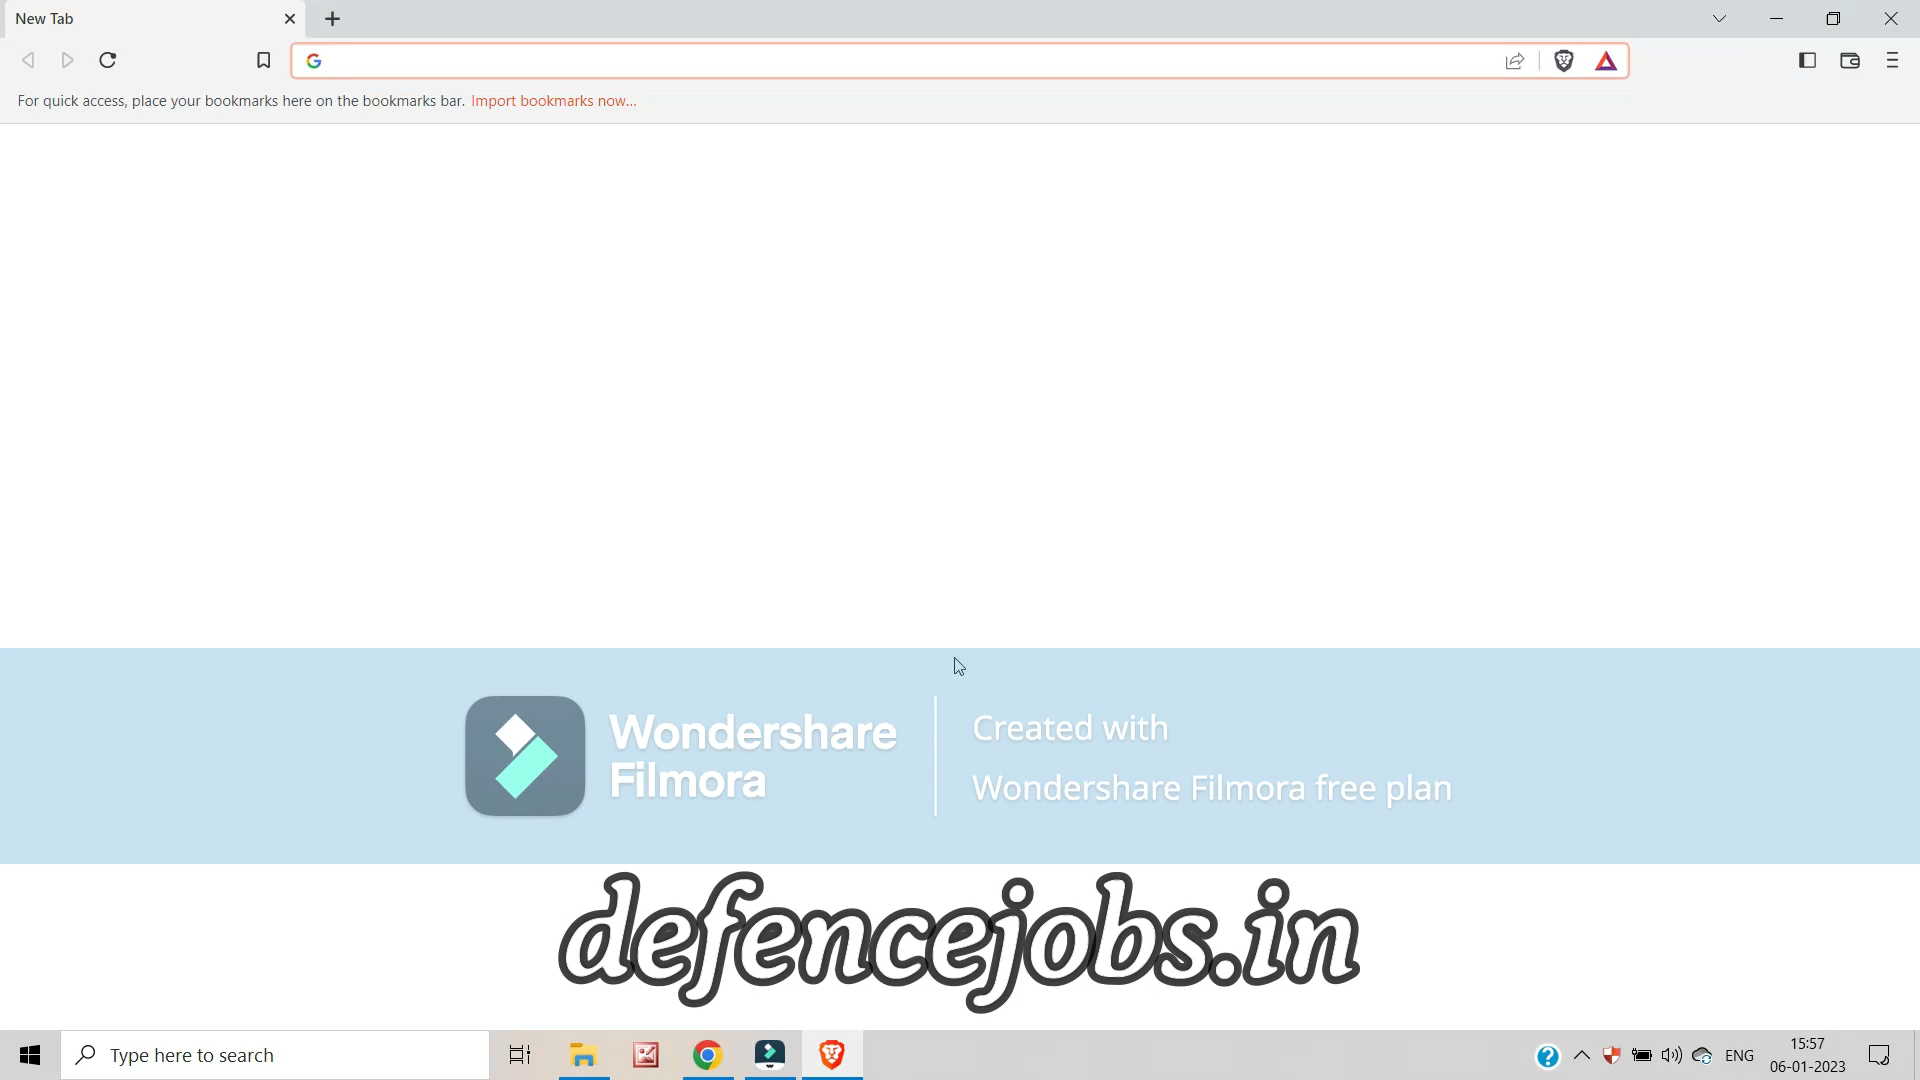 New Tab
For quick access, place your bookmarks here on the bookmarks bar. Import bookmarks now...
Wondershare
Filmora
Created with
Wondershare Filmora free plan
defencejobs.in
Type here to search
ENG
15:57
06-01-2023